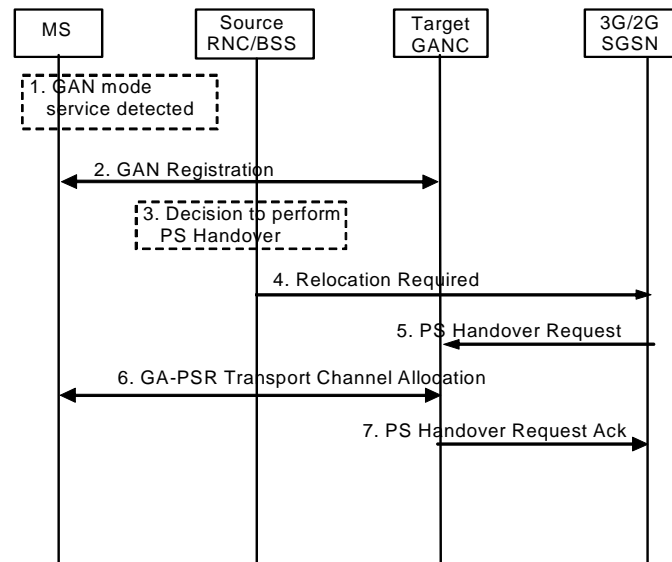 MS
Source
RNC/BSS
Target
GANC
3G/2G
SGSN
1. GAN mode
service detected
2. GAN Registration
3. Decision to perform
PS Handover
4. Relocation Required
5. PS Handover Request
6. GA-PSR Transport Channel Allocation
7. PS Handover Request Ack